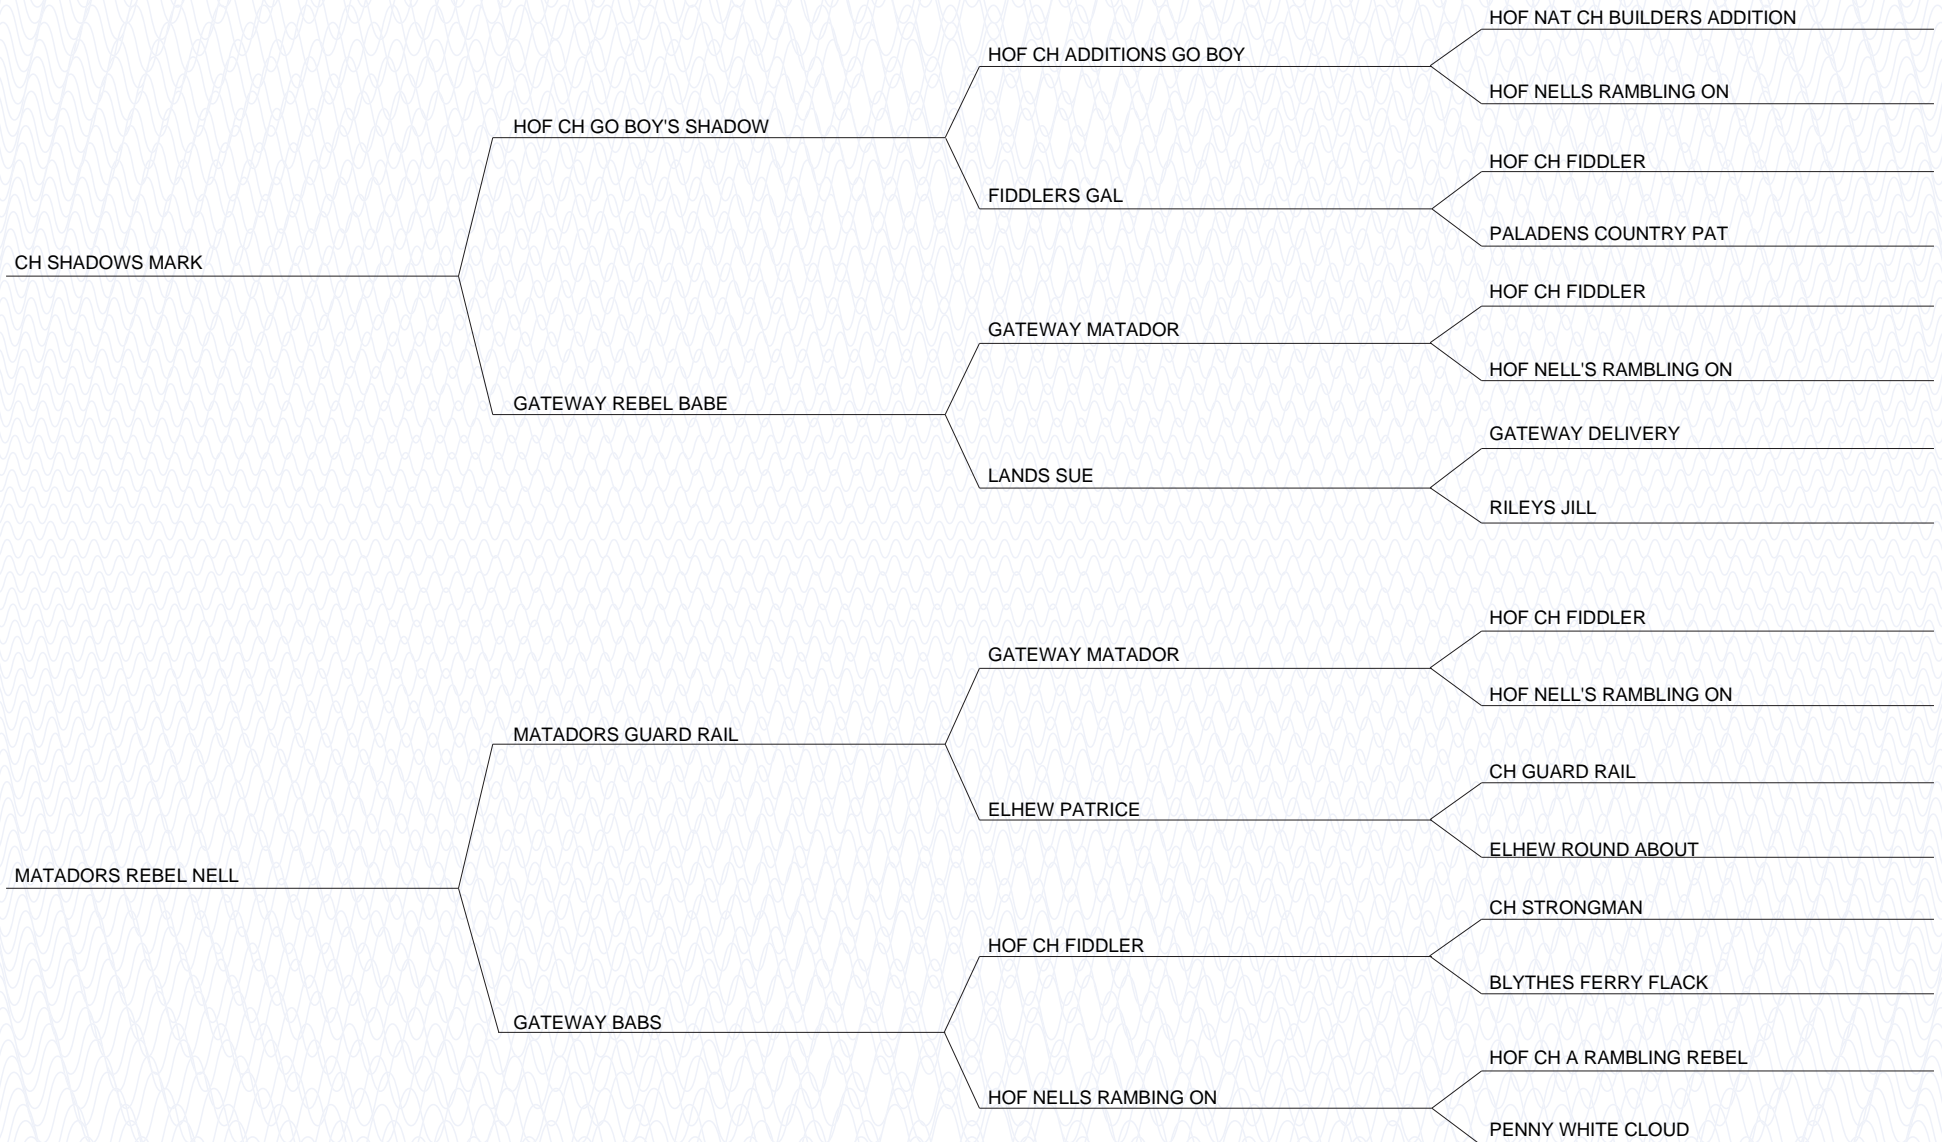 HOF NAT CH BUILDERS ADDITION
HOF CH ADDITIONS GO BOY
HOF NELLS RAMBLING ON
HOF CH GO BOY'S SHADOW
HOF CH FIDDLER
FIDDLERS GAL
PALADENS COUNTRY PAT
CH SHADOWS MARK
HOF CH FIDDLER
GATEWAY MATADOR
HOF NELL'S RAMBLING ON
GATEWAY REBEL BABE
GATEWAY DELIVERY
LANDS SUE
RILEYS JILL
HOF CH FIDDLER
GATEWAY MATADOR
HOF NELL'S RAMBLING ON
MATADORS GUARD RAIL
CH GUARD RAIL
ELHEW PATRICE
ELHEW ROUND ABOUT
MATADORS REBEL NELL
CH STRONGMAN
HOF CH FIDDLER
BLYTHES FERRY FLACK
GATEWAY BABS
HOF CH A RAMBLING REBEL
HOF NELLS RAMBING ON
PENNY WHITE CLOUD